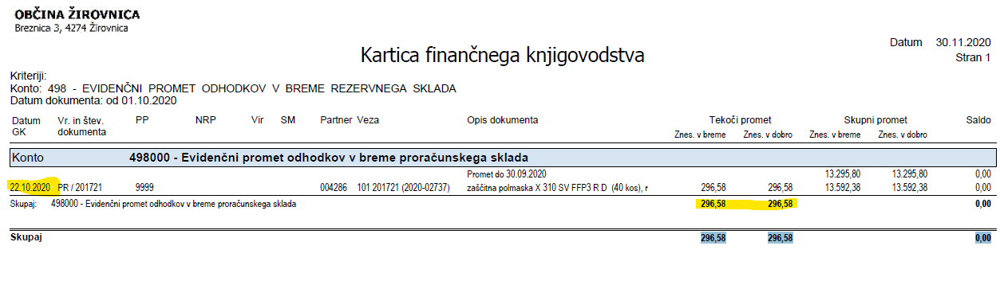 OBČINA ŽIROVNICA
Breznica 3, 4274 Žirovnica
Datum 30.11.2020
Stran 1
Kartica finančnega knjigovodstva
Kriteriji:
Konto: 498 - EVIDENČNI PROMET ODHODKOV V BREME REZERVNEGA SKLADA
Datum dokumenta: od 01.10.2020
Datum Vr. in štev. PP NRP Vir SM Partner Veza Opis dokumenta Tekoči promet Skupni promet Saldo
GK dokumenta Znes. v breme Znes. v dobro Znes. v breme Znes. v dobro
Konto 498000 - Evidenčni promet odhodkov v breme proračunskega sklada
Promet do 30.09.2020 13.295,80 13.295,80 0,00
22.10.2020 PR / 201721 9999 004286 101 201721 (2020-02737) zaščitna polmaska X 310 SV FFP3 R D (40 kos), r 296,58 296,58 13.592,38 13.592,38 0,00
Skupaj: 498000 - Evidenčni promet odhodkov v breme proračunskega sklada 296,58 296,58 0,00
Skupaj 296,58 296,58 0,00